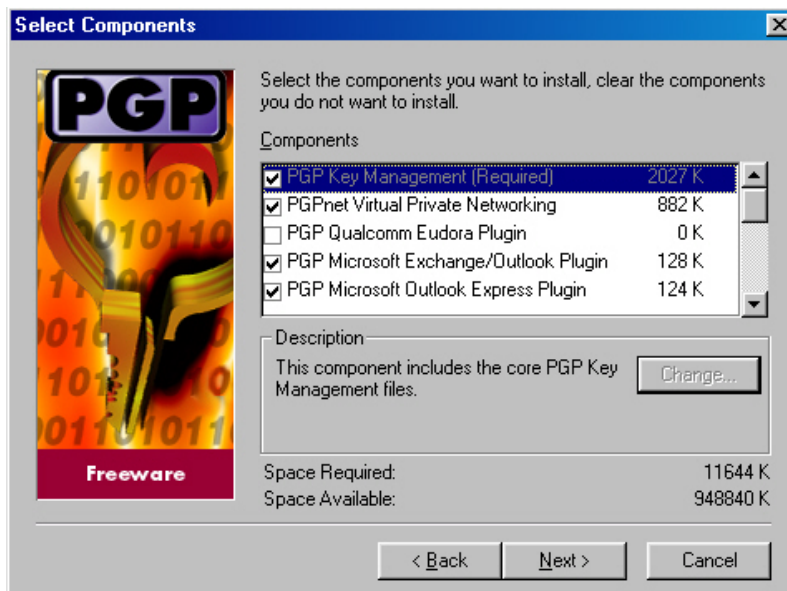 Select Components
PGP
Select the components you want to install, clear the components
you do not want to install.
Components
PGP Key Management (Required) 2027 K
PGPnet Virtual Private Networking 882 K
PGP Qualcomm Eudora Plugin 0 K
PGP Microsoft Exchange/Outlook Plugin 128 K
PGP Microsoft Outlook Express Plugin 124 K
Description
This component includes the core PGP Key
Management files.
Change...
Freeware
Space Required: 11644 K
Space Available: 948840 K
< Back
Next >
Cancel